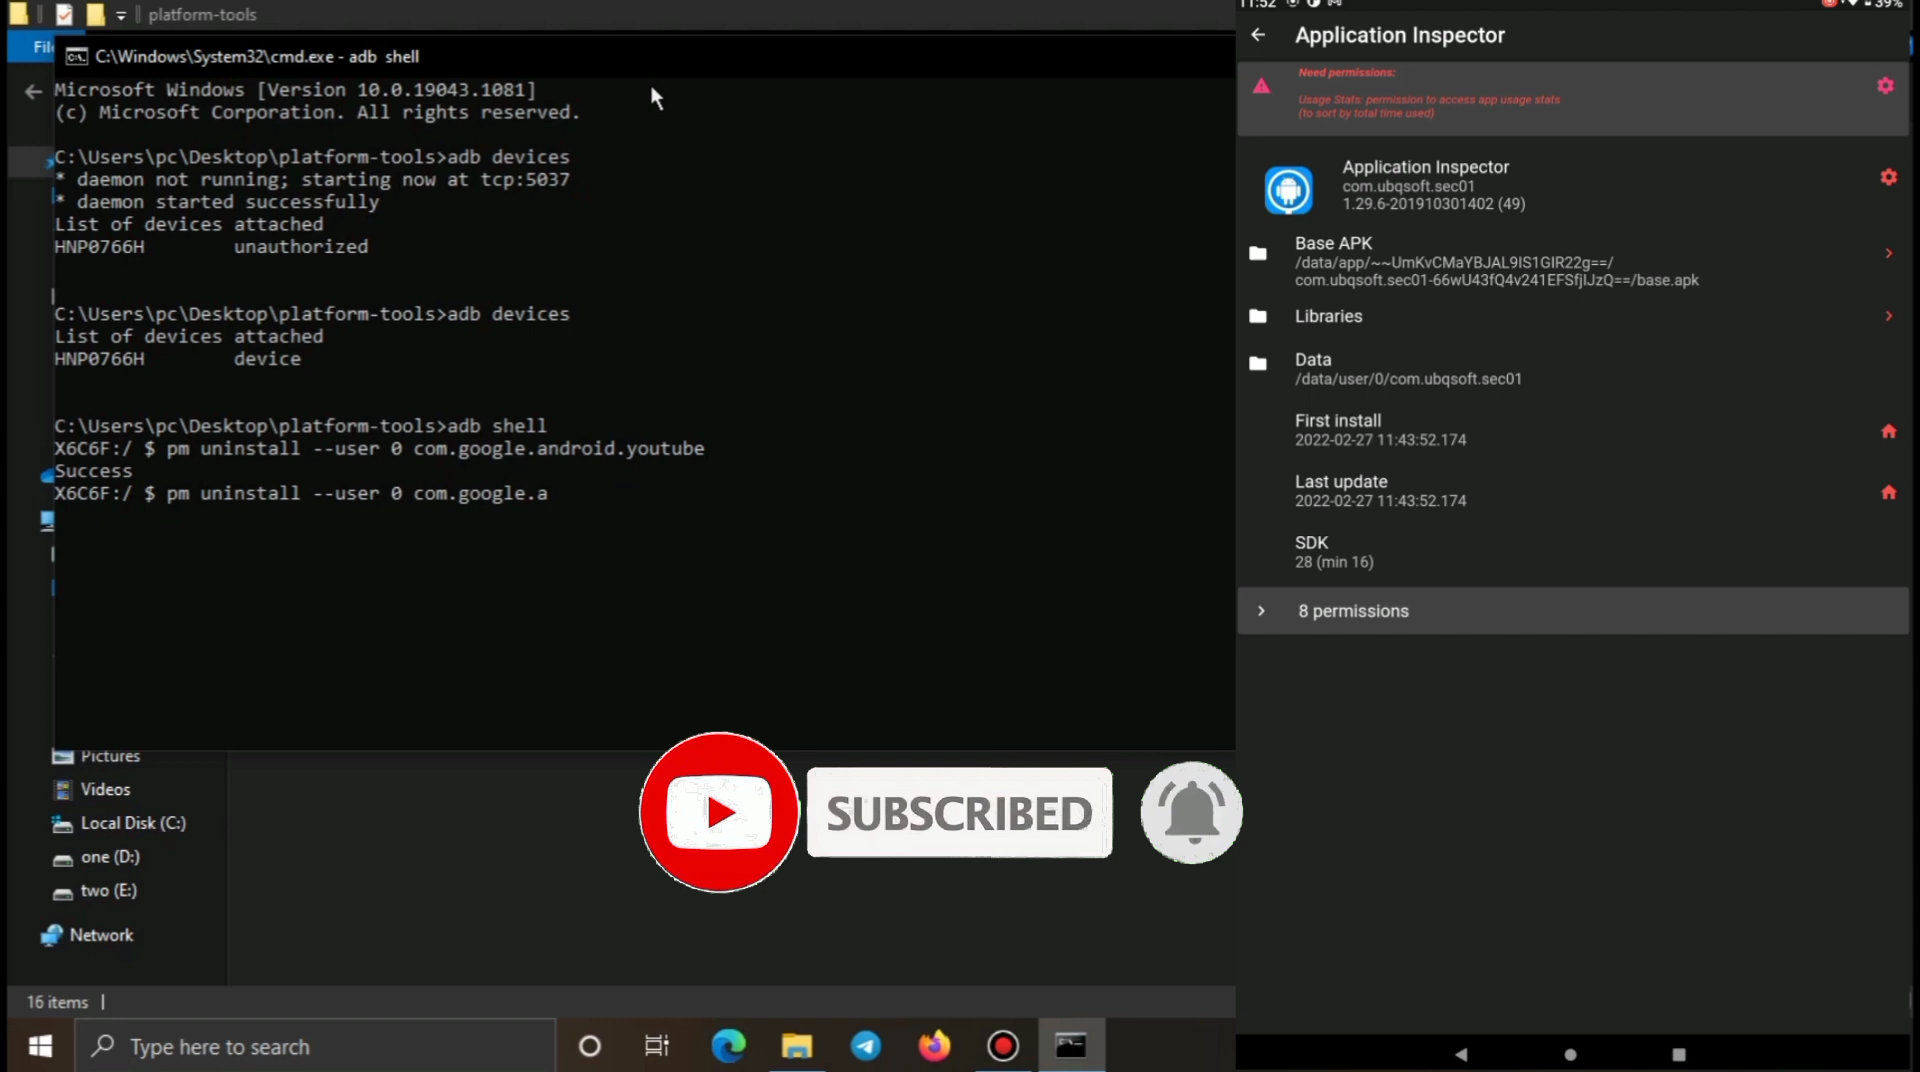 platform-tools
File
C:\Windows\System32\cmd.exe - adb shell
Microsoft Windows [Version 10.0.19043.1081]
(c) Microsoft Corporation. All rights reserved.
C:\Users\pc\Desktop\platform-tools>adb devices
* daemon not running; starting now at tcp:5037
* daemon started successfully
List of devices attached
HNP0766H unauthorized
C:\Users\pc\Desktop\platform-tools>adb devices
List of devices attached
HNP0766H device
C:\Users\pc\Desktop\platform-tools>adb shell
X6C6F:/ $ pm uninstall --user 0 com.google.android.youtube
Success
X6C6F:/ $ pm uninstall --user 0 com.google.a
Pictures
Videos
Local Disk (C:)
one (D:)
two (E:)
Network
16 items
Type here to search
SUBSCRIBED
11:52
39%
Application Inspector
Need permissions:
Usage Stats: permission to access app usage stats
(to sort by total time used)
Application Inspector
com.ubqsoft.sec01
1.29.6-201910301402 (49)
Base APK
/data/app/~~UmKvCMaYBJAL9IS1GIR22g==/
com.ubqsoft.sec01-66wU43fQ4v241EFSfjIJzQ==/base.apk
Libraries
Data
/data/user/0/com.ubqsoft.sec01
First install
2022-02-27 11:43:52.174
Last update
2022-02-27 11:43:52.174
SDK
28 (min 16)
8 permissions